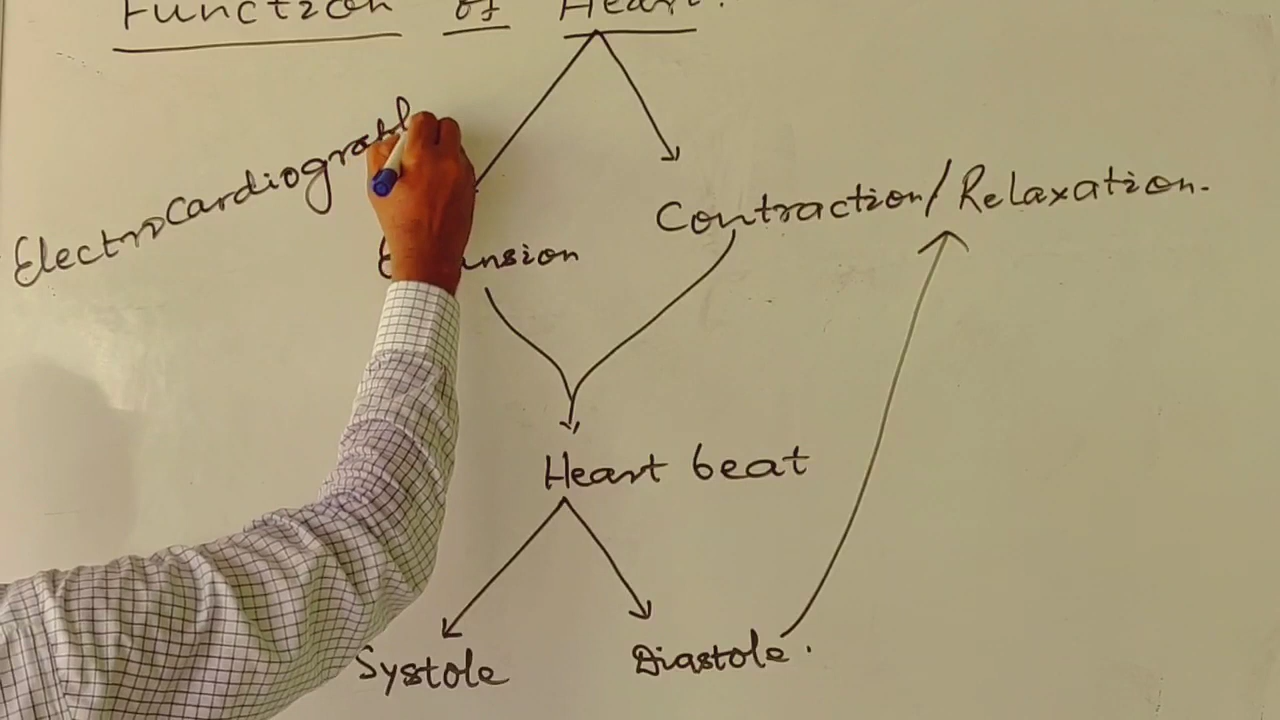 Function of Heart.
Electrocardiograph
Contraction/Relaxation.
Heart beat
Systole
Diastole.